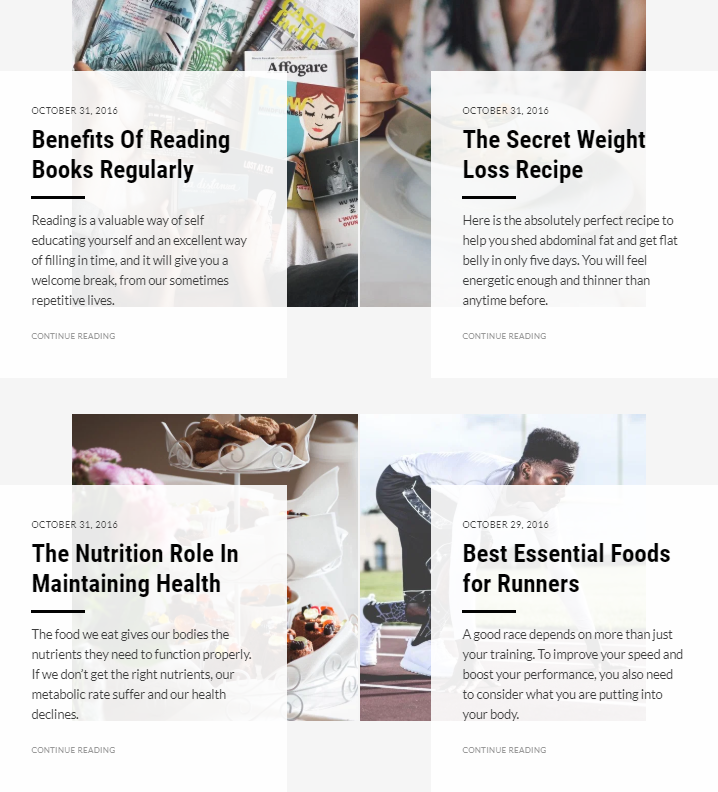 CASA
Affogare
OCTOBER 31, 2016
Benefits Of Reading
Books Regularly
Reading is a valuable way of self
educating yourself and an excellent way
of filling in time, and it will give you a
welcome break, from our sometimes
repetitive lives.
CONTINUE READING
OCTOBER 31, 2016
The Secret Weight
Loss Recipe
Here is the absolutely perfect recipe to
help you shed abdominal fat and get flat
belly in only five days. You will feel
energetic enough and thinner than
anytime before.
CONTINUE READING
OCTOBER 31, 2016
The Nutrition Role In
Maintaining Health
The food we eat gives our bodies the
nutrients they need to function properly.
If we don’t get the right nutrients, our
metabolic rate suffer and our health
declines.
CONTINUE READING
OCTOBER 29, 2016
Best Essential Foods
for Runners
A good race depends on more than just
your training. To improve your speed and
boost your performance, you also need
to consider what you are putting into
your body.
CONTINUE READING